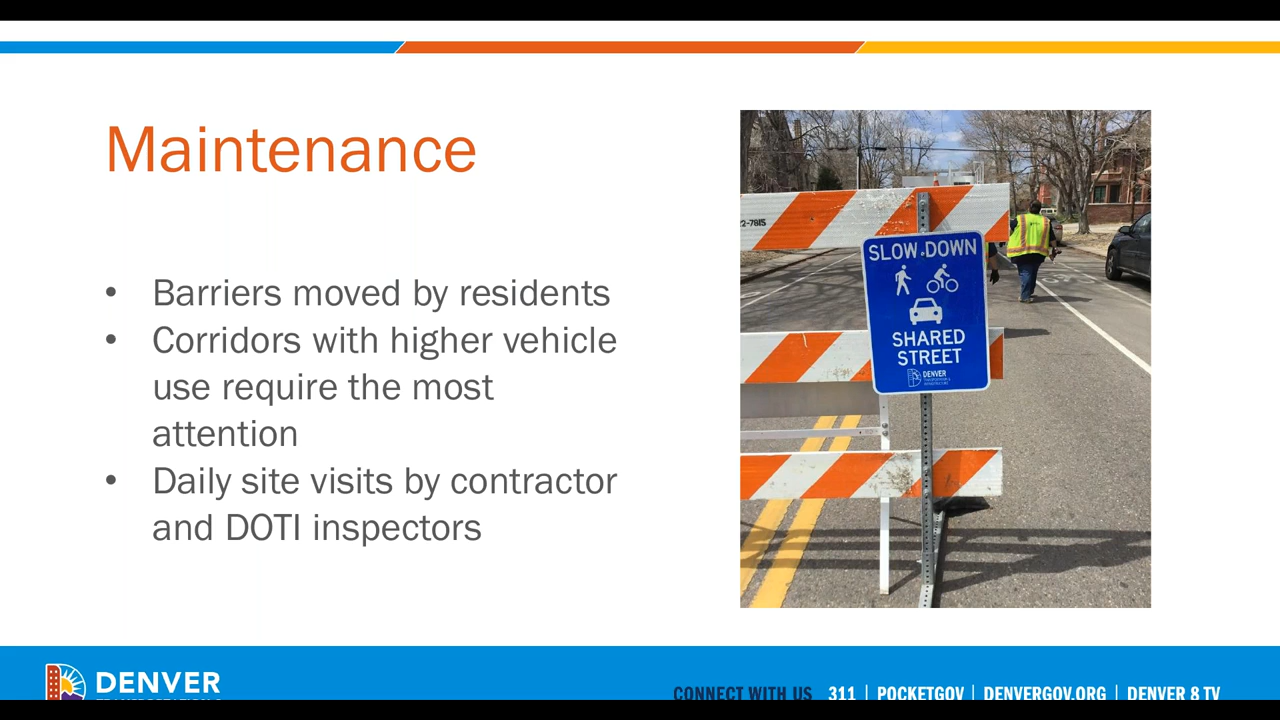 Maintenance
• Barriers moved by residents
• Corridors with higher vehicle
use require the most
attention
• Daily site visits by contractor
and DOTI inspectors
22-781S
SLOW DOWN
SHARED
STREET
DENVER
DENVER
CONNECT WITH US 311 | POCKETGOV | DENVERGOV.ORG | DENVER 8 TV